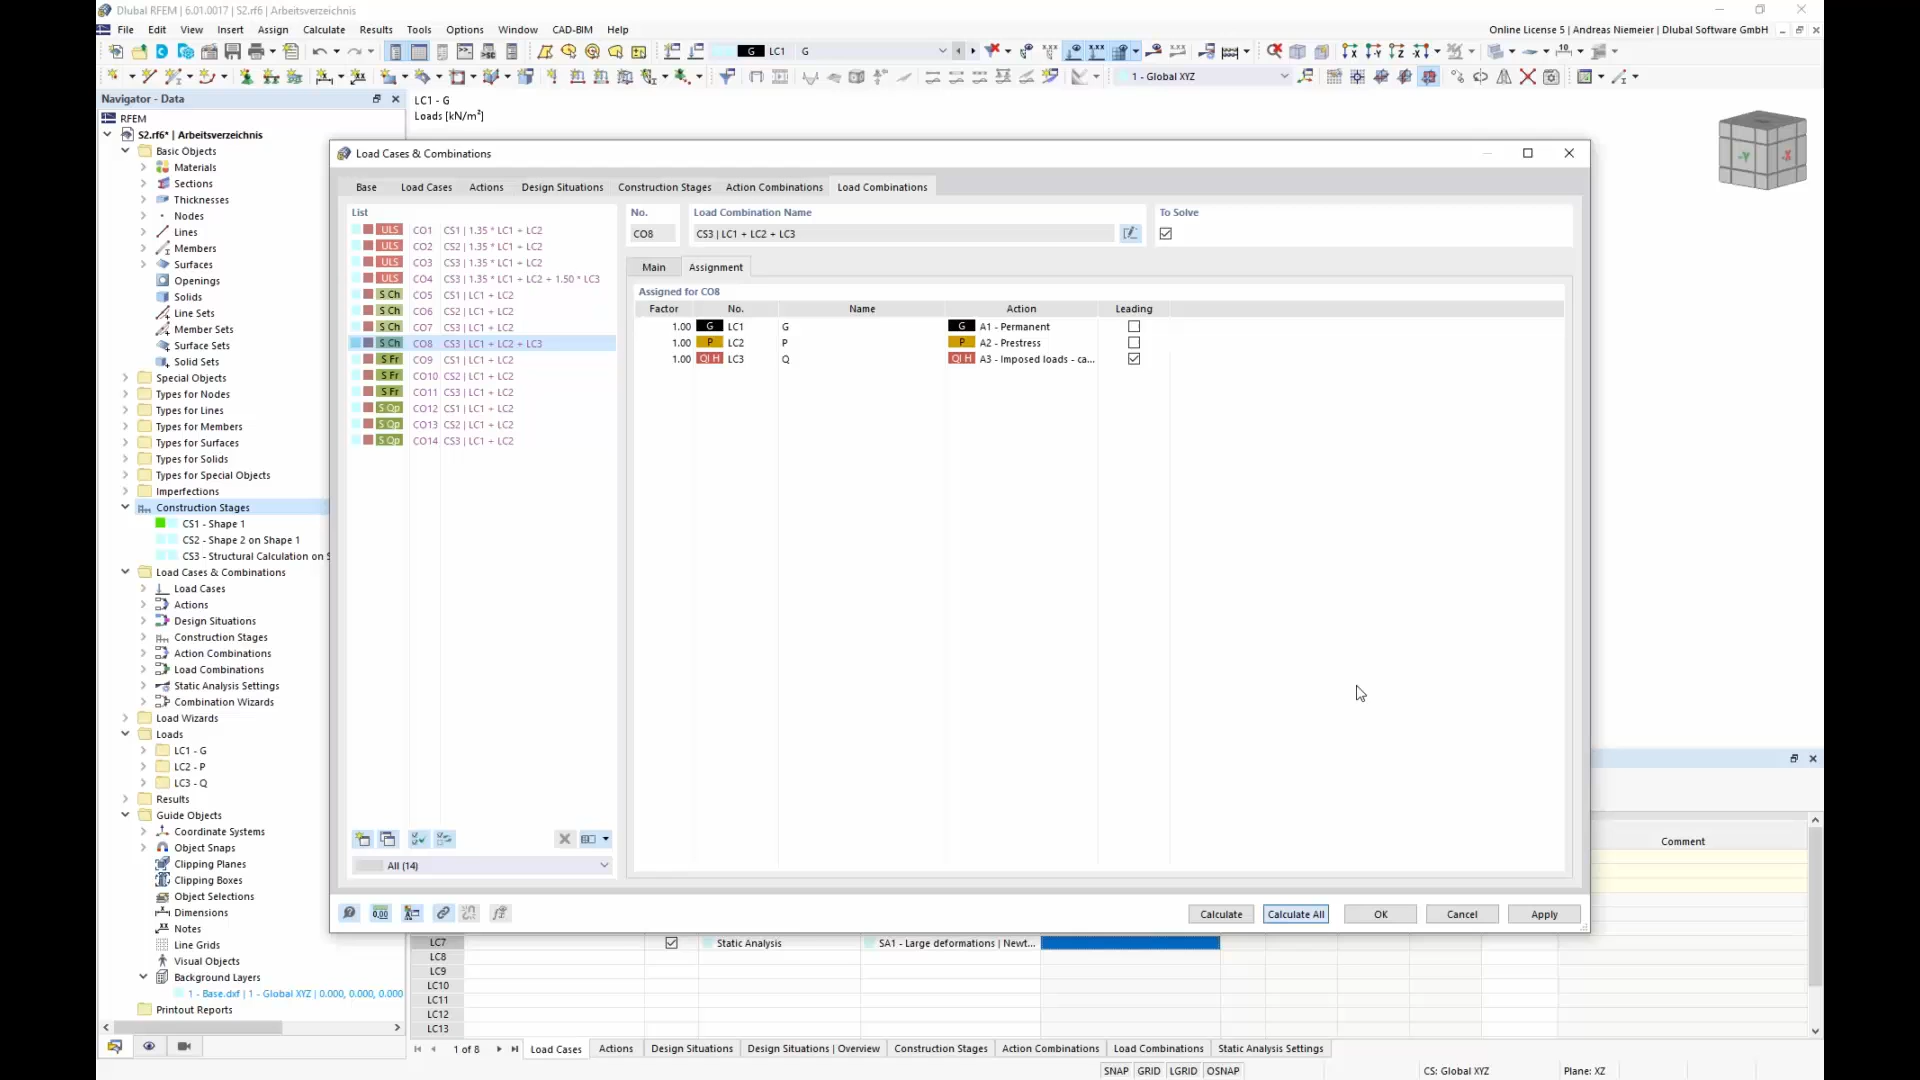 Dlubal RFEM | 6.01.0017 | S2.rf6 | Arbeitsverzeichnis
File Edit View Insert Assign Calculate Results Tools Options Window CAD-BIM Help
Online License 5 | Andreas Niemeier | Dlubal Software GmbH
G LC1 G
1 - Global XYZ
Navigator - Data
RFEM
S2.rf6* | Arbeitsverzeichnis
Basic Objects
Materials
Sections
Thicknesses
Nodes
Lines
Members
Surfaces
Openings
Solids
Line Sets
Member Sets
Surface Sets
Solid Sets
Special Objects
Types for Nodes
Types for Lines
Types for Members
Types for Surfaces
Types for Solids
Types for Special Objects
Imperfections
Construction Stages
CS1 - Shape 1
CS2 - Shape 2 on Shape 1
CS3 - Structural Calculation on S
Load Cases & Combinations
Load Cases
Actions
Design Situations
Construction Stages
Action Combinations
Load Combinations
Static Analysis Settings
Combination Wizards
Load Wizards
Loads
LC1 - G
LC2 - P
LC3 - Q
Results
Guide Objects
Coordinate Systems
Object Snaps
Clipping Planes
Clipping Boxes
Object Selections
Dimensions
Notes
Line Grids
Visual Objects
Background Layers
1 - Base.dxf | 1 - Global XYZ | 0.000, 0.000, 0.000
Printout Reports
LC1 - G
Loads [kN/m²]
-Y -X
Load Cases & Combinations
Base Load Cases Actions Design Situations Construction Stages Action Combinations Load Combinations
List
ULS CO1 CS1 | 1.35 * LC1 + LC2
ULS CO2 CS2 | 1.35 * LC1 + LC2
ULS CO3 CS3 | 1.35 * LC1 + LC2
ULS CO4 CS3 | 1.35 * LC1 + LC2 + 1.50 * LC3
S Ch CO5 CS1 | LC1 + LC2
S Ch CO6 CS2 | LC1 + LC2
S Ch CO7 CS3 | LC1 + LC2
S Ch CO8 CS3 | LC1 + LC2 + LC3
S Fr CO9 CS1 | LC1 + LC2
S Fr CO10 CS2 | LC1 + LC2
S Fr CO11 CS3 | LC1 + LC2
S Qp CO12 CS1 | LC1 + LC2
S Qp CO13 CS2 | LC1 + LC2
S Qp CO14 CS3 | LC1 + LC2
All (14)
No.
CO8
Load Combination Name
CS3 | LC1 + LC2 + LC3
To Solve
Main Assignment
Assigned for CO8
Factor No. Name Action Leading
1.00 G LC1 G G A1 - Permanent
1.00 P LC2 P P A2 - Prestress
1.00 QI H LC3 Q QI H A3 - Imposed loads - ca...
Calculate Calculate All OK Cancel Apply
Comment
LC7 Static Analysis SA1 - Large deformations | Newt...
LC8
LC9
LC10
LC11
LC12
LC13
1 of 8 Load Cases Actions Design Situations Design Situations | Overview Construction Stages Action Combinations Load Combinations Static Analysis Settings
SNAP GRID LGRID OSNAP CS: Global XYZ Plane: XZ